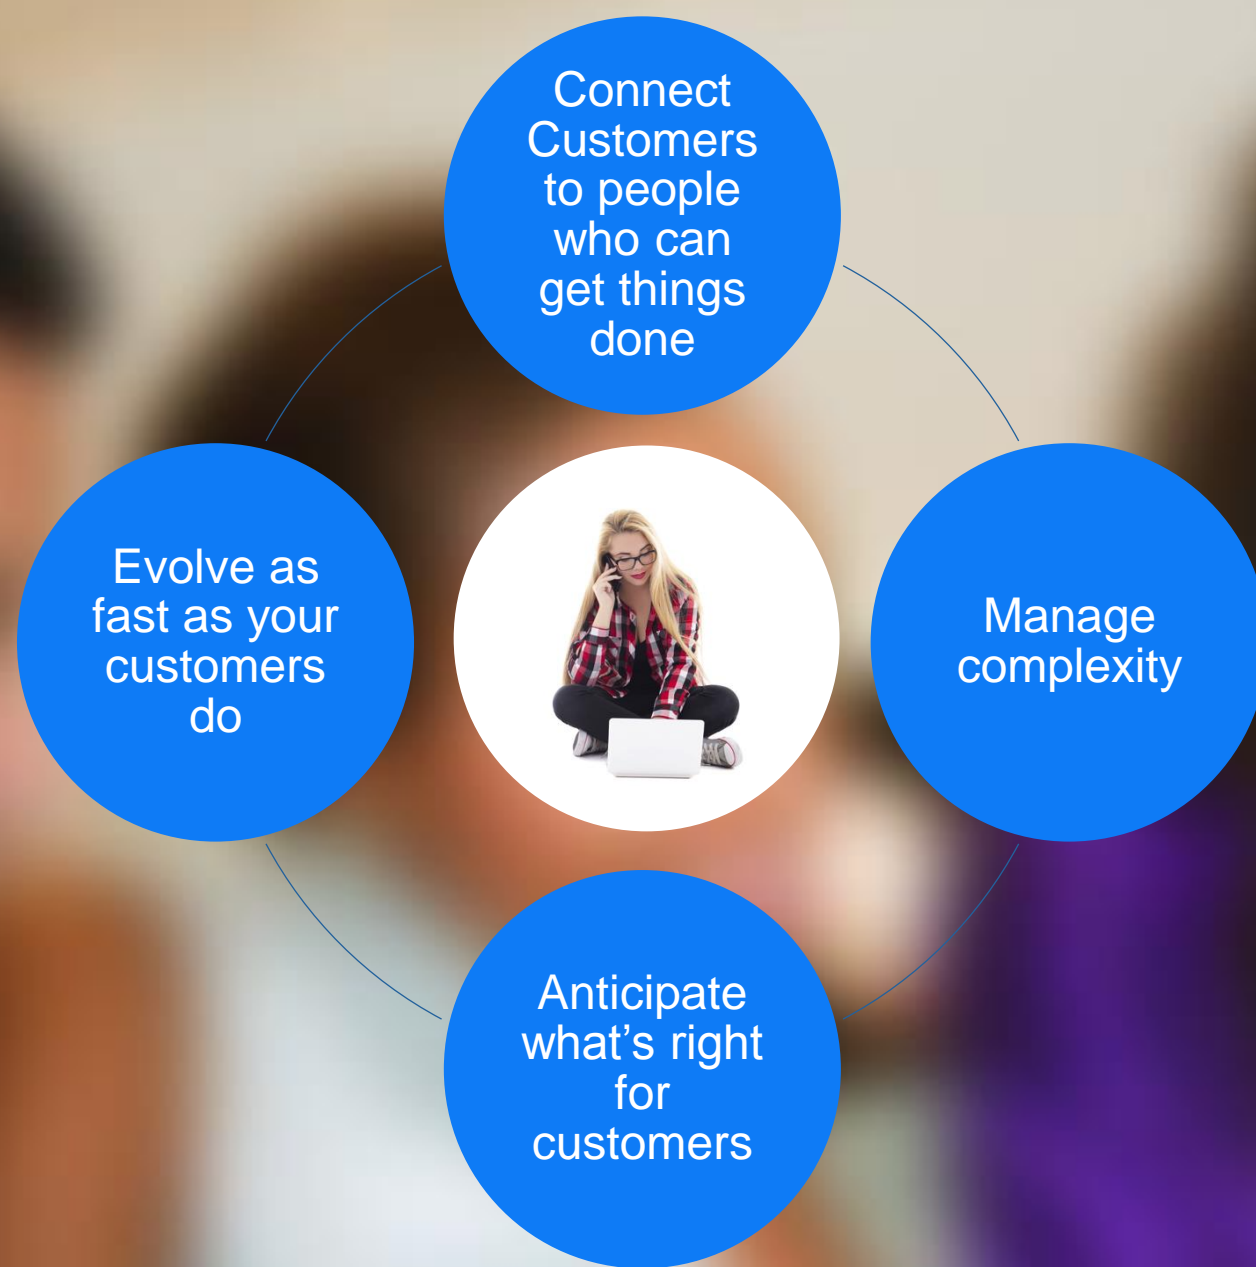 Connect
Customers
to people
who can
get things
done
Evolve as
fast as your
customers
do
Manage
complexity
Anticipate
what’s right
for
customers